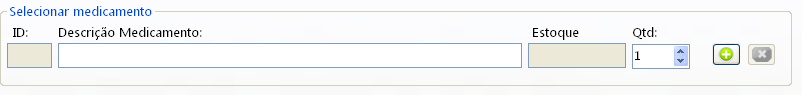 Selecionar medicamento
ID: Descrição Medicamento: Estoque Qtd:
1